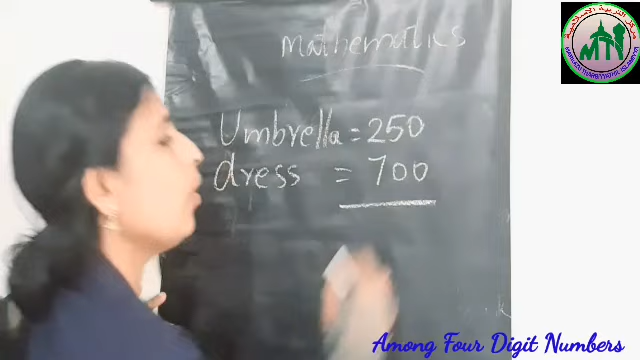 Mathematics
Umbrella = 250
dress = 700
Among Four Digit Numbers